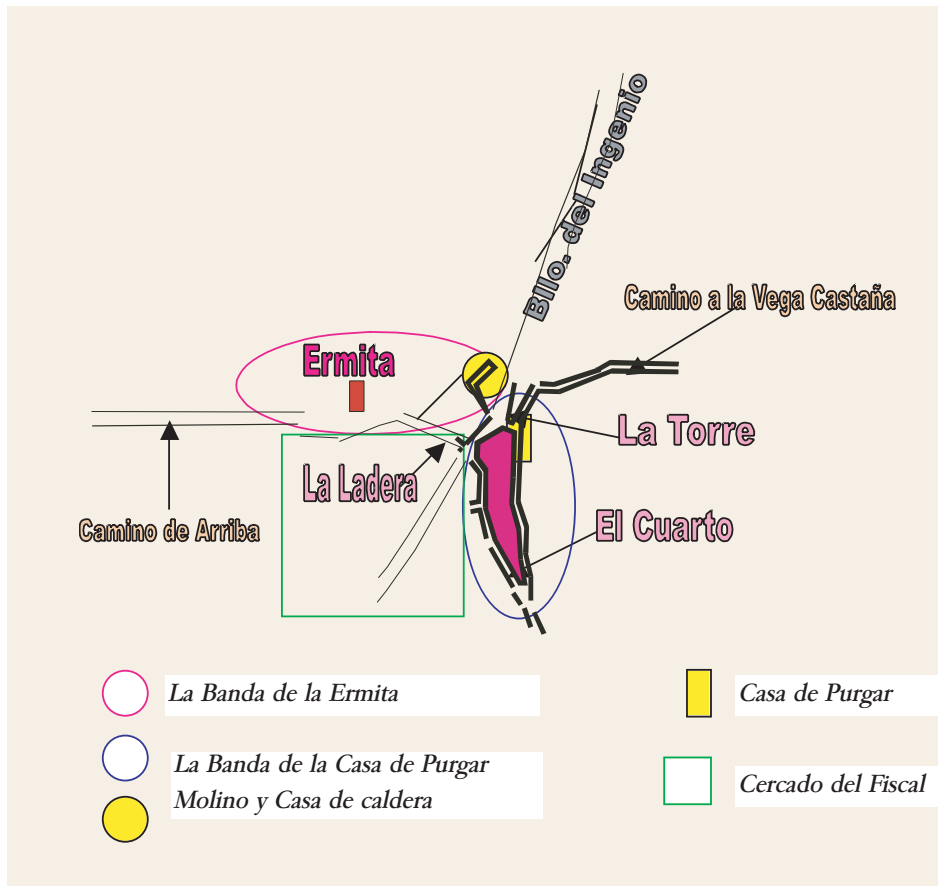 Bllo. del Ingenio
Camino a la Vega Castaña
Ermita
La Torre
La Ladera
El Cuarto
Camino de Arriba
La Banda de la Ermita
La Banda de la Casa de Purgar
Molino y Casa de caldera
Casa de Purgar
Cercado del Fiscal